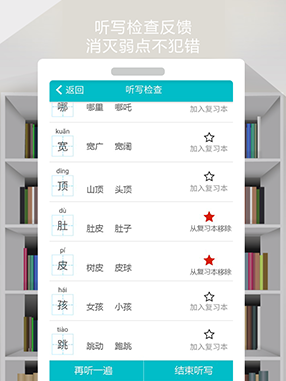 听写检查反馈
消灭弱点不犯错
返回 听写检查
哪 哪里 哪吒 加入复习本
kuān
宽 宽广 宽阔 加入复习本
dǐng
顶 山顶 头顶 加入复习本
dù
肚 肚皮 肚子 从复习本移除
pí
皮 树皮 皮球 从复习本移除
hái
孩 女孩 小孩 加入复习本
tiào
跳 跳动 跑跳 加入复习本
再听一遍 结束听写